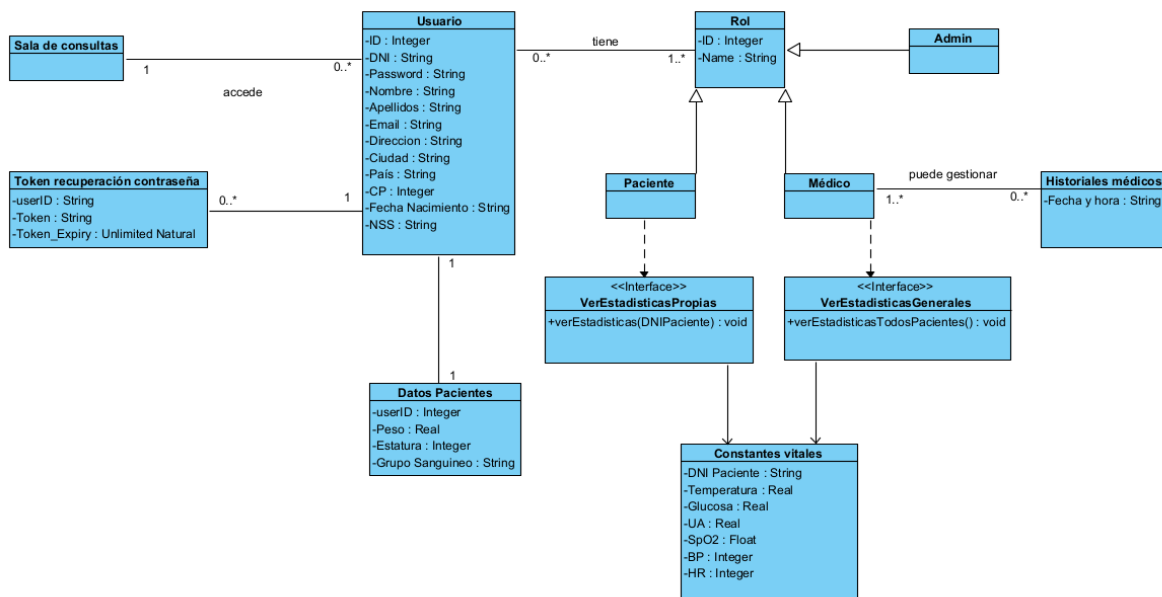 Sala de consultas
1
0..*
accede
Usuario
-ID : Integer
-DNI : String
-Password : String
-Nombre : String
-Apellidos : String
-Email : String
-Direccion : String
-Ciudad : String
-País : String
-CP : Integer
-Fecha Nacimiento : String
-NSS : String
tiene
0..*
1..*
Rol
-ID : Integer
-Name : String
Admin
Token recuperación contraseña
-userID : String
-Token : String
-Token_Expiry : Unlimited Natural
0..*
1
Paciente
Médico
puede gestionar
1..*
0..*
Historiales médicos
-Fecha y hora : String
1
1
<<Interface>>
VerEstadisticasPropias
+verEstadisticas(DNIPaciente) : void
<<Interface>>
VerEstadisticasGenerales
+verEstadisticasTodosPacientes() : void
Datos Pacientes
-userID : Integer
-Peso : Real
-Estatura : Integer
-Grupo Sanguineo : String
Constantes vitales
-DNI Paciente : String
-Temperatura : Real
-Glucosa : Real
-UA : Real
-SpO2 : Float
-BP : Integer
-HR : Integer